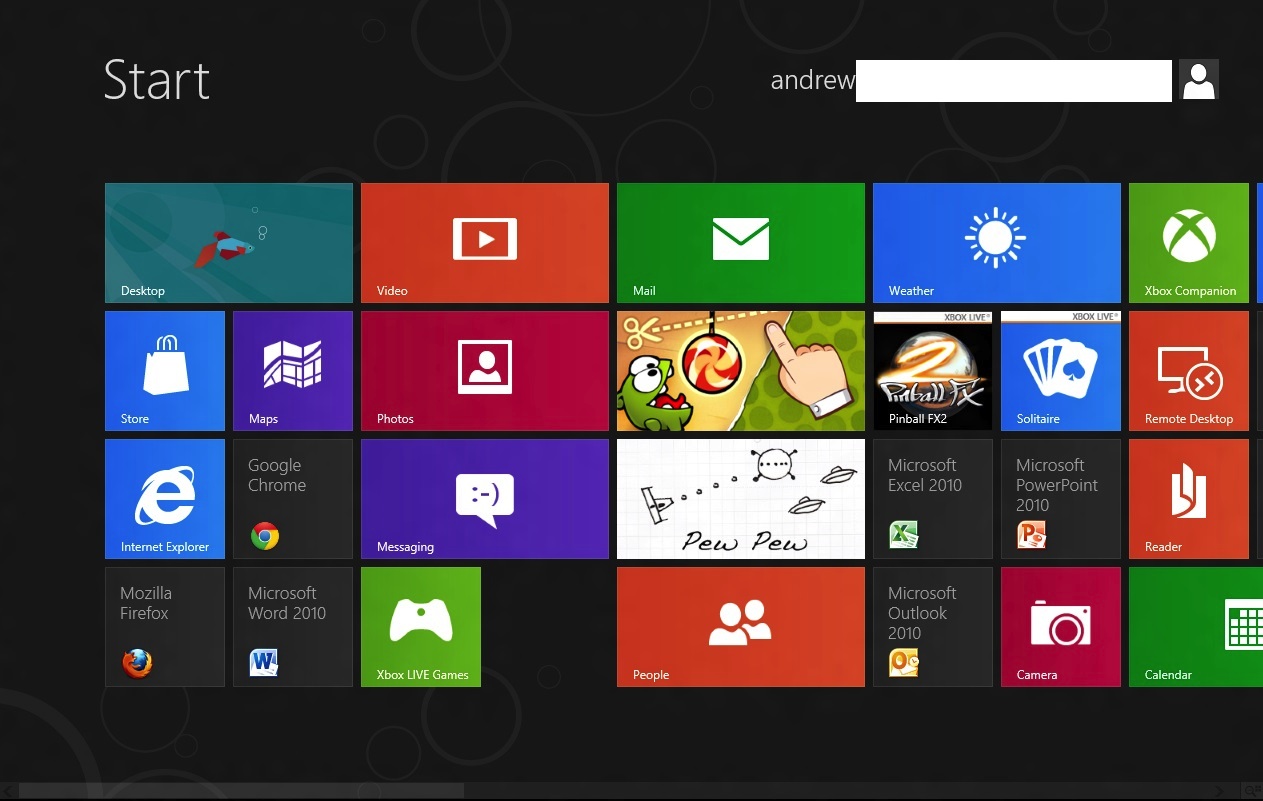 Start
andrew
Desktop
Video
Mail
Weather
Xbox Companion
Store
Maps
Photos
XBOX LIVE®
2
Pinball FX
Pinball FX2
XBOX LIVE®
Solitaire
Remote Desktop
Internet Explorer
Google
Chrome
:-)
Messaging
Pew Pew
Microsoft
Excel 2010
Microsoft
PowerPoint
2010
Reader
Mozilla
Firefox
Microsoft
Word 2010
Xbox LIVE Games
People
Microsoft
Outlook
2010
Camera
Calendar